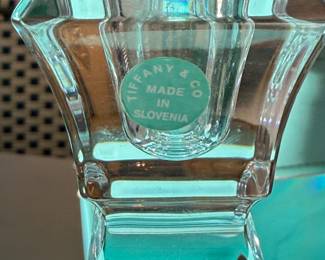 TIFFANY & CO
MADE
IN
SLOVENIA